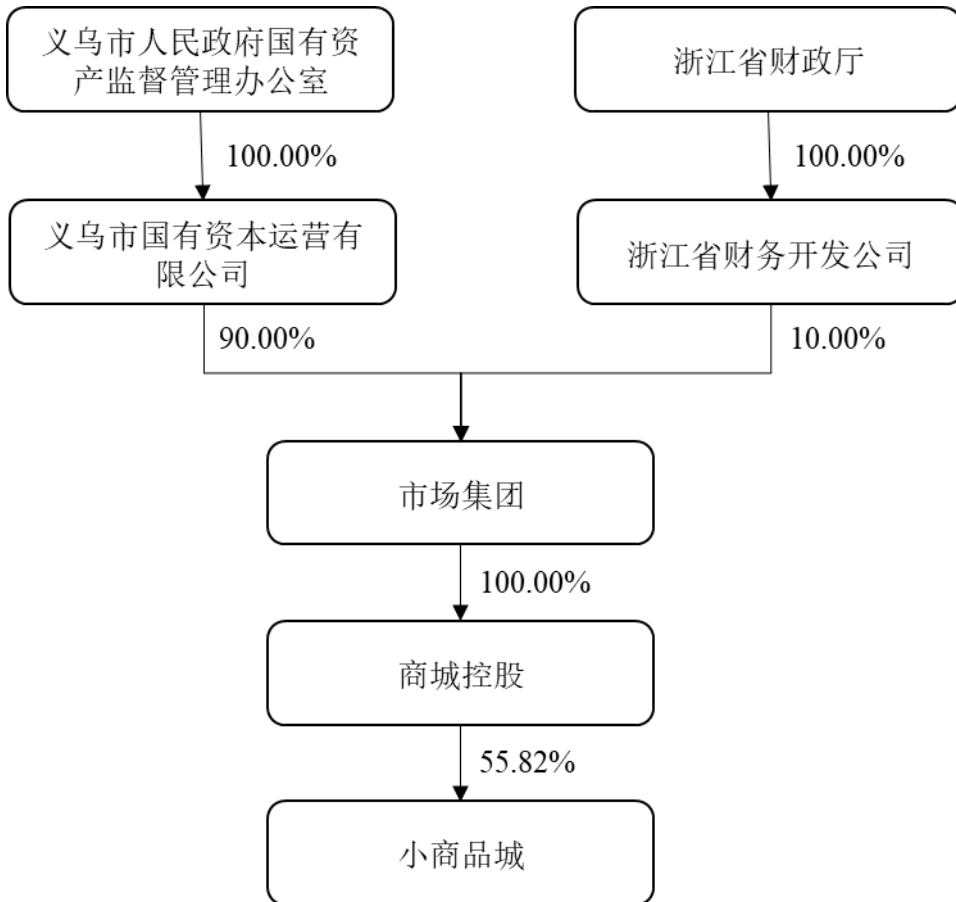 义乌市人民政府国有资
产监督管理办公室
浙江省财政厅
100.00%
100.00%
义乌市国有资本运营有
限公司
浙江省财务开发公司
90.00%
10.00%
市场集团
100.00%
商城控股
55.82%
小商品城